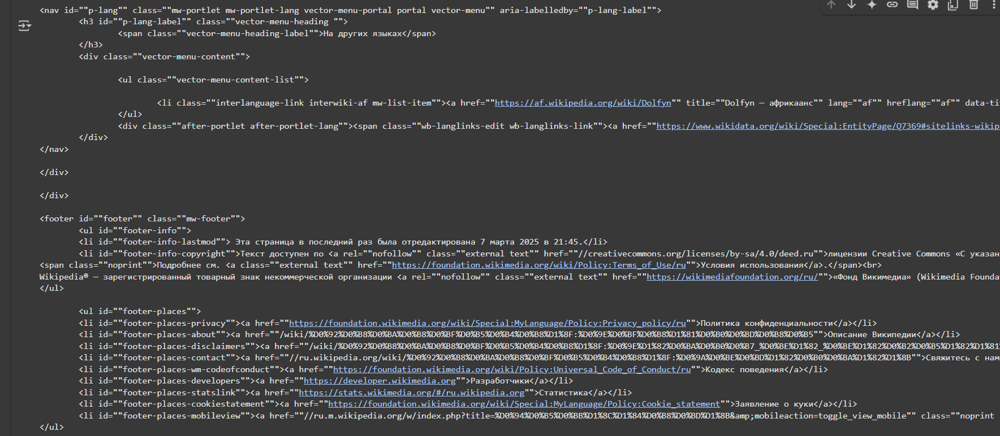 <nav id=""p-lang"" class=""mw-portlet mw-portlet-lang vector-menu-portal portal vector-menu"" aria-labelledby=""p-lang-label"">
<h3 id=""p-lang-label"" class=""vector-menu-heading "">
<span class=""vector-menu-heading-label"">На других языках</span>
</h3>
<div class=""vector-menu-content"">
<ul class=""vector-menu-content-list"">
<li class=""interlanguage-link interwiki-af mw-list-item""><a href=""https://af.wikipedia.org/wiki/Dolfyn"" title=""Dolfyn — африкаанс"" lang=""af"" hreflang=""af"" data-ti
</ul>
<div class=""after-portlet after-portlet-lang""><span class=""wb-langlinks-edit wb-langlinks-link""><a href=""https://www.wikidata.org/wiki/Special:EntityPage/Q7369#sitelinks-wikip
</div>
</nav>
</div>
</div>
<footer id=""footer"" class=""mw-footer"">
<ul id=""footer-info"">
<li id=""footer-info-lastmod""> Эта страница в последний раз была отредактирована 7 марта 2025 в 21:45.</li>
<li id=""footer-info-copyright"">Текст доступен по <a rel=""nofollow"" class=""external text"" href=""//creativecommons.org/licenses/by-sa/4.0/deed.ru"">лицензии Creative Commons «С указан
<span class=""noprint"">Подробнее см. <a class=""external text"" href=""https://foundation.wikimedia.org/wiki/Policy:Terms_of_Use/ru"">Условия использования</a>.</span><br>
Wikipedia® — зарегистрированный товарный знак некоммерческой организации <a rel=""nofollow"" class=""external text"" href=""https://wikimediafoundation.org/ru/"">«Фонд Викимедиа» (Wikimedia Founda
</ul>
<ul id=""footer-places"">
<li id=""footer-places-privacy""><a href=""https://foundation.wikimedia.org/wiki/Special:MyLanguage/Policy:Privacy_policy/ru"">Политика конфиденциальности</a></li>
<li id=""footer-places-about""><a href=""/wiki/%D0%92%D0%B8%D0%BA%D0%B8%D0%BF%D0%B5%D0%B4%D0%B8%D1%8F:%D0%9E%D0%BF%D0%B8%D1%81%D0%B0%D0%BD%D0%B8%D0%B5"">Описание Википедии</a></li>
<li id=""footer-places-disclaimers""><a href=""/wiki/%D0%92%D0%B8%D0%BA%D0%B8%D0%BF%D0%B5%D0%B4%D0%B8%D1%8F:%D0%9E%D1%82%D0%BA%D0%B0%D0%B7_%D0%BE%D1%82_%D0%BE%D1%82%D0%B2%D0%B5%D1%82%D1%81
<li id=""footer-places-contact""><a href=""//ru.wikipedia.org/wiki/%D0%92%D0%B8%D0%BA%D0%B8%D0%BF%D0%B5%D0%B4%D0%B8%D1%8F:%D0%9A%D0%BE%D0%BD%D1%82%D0%B0%D0%BA%D1%82%D1%8B"">Свяжитесь с нам
<li id=""footer-places-wm-codeofconduct""><a href=""https://foundation.wikimedia.org/wiki/Policy:Universal_Code_of_Conduct/ru"">Кодекс поведения</a></li>
<li id=""footer-places-developers""><a href=""https://developer.wikimedia.org"">Разработчики</a></li>
<li id=""footer-places-statslink""><a href=""https://stats.wikimedia.org/#/ru.wikipedia.org"">Статистика</a></li>
<li id=""footer-places-cookiestatement""><a href=""https://foundation.wikimedia.org/wiki/Special:MyLanguage/Policy:Cookie_statement"">Заявление о куки</a></li>
<li id=""footer-places-mobileview""><a href=""//ru.m.wikipedia.org/w/index.php?title=%D0%94%D0%B5%D0%BB%D1%8C%D1%84%D0%B8%D0%BD%D1%8B&amp;mobileaction=toggle_view_mobile"" class=""noprint
</ul>